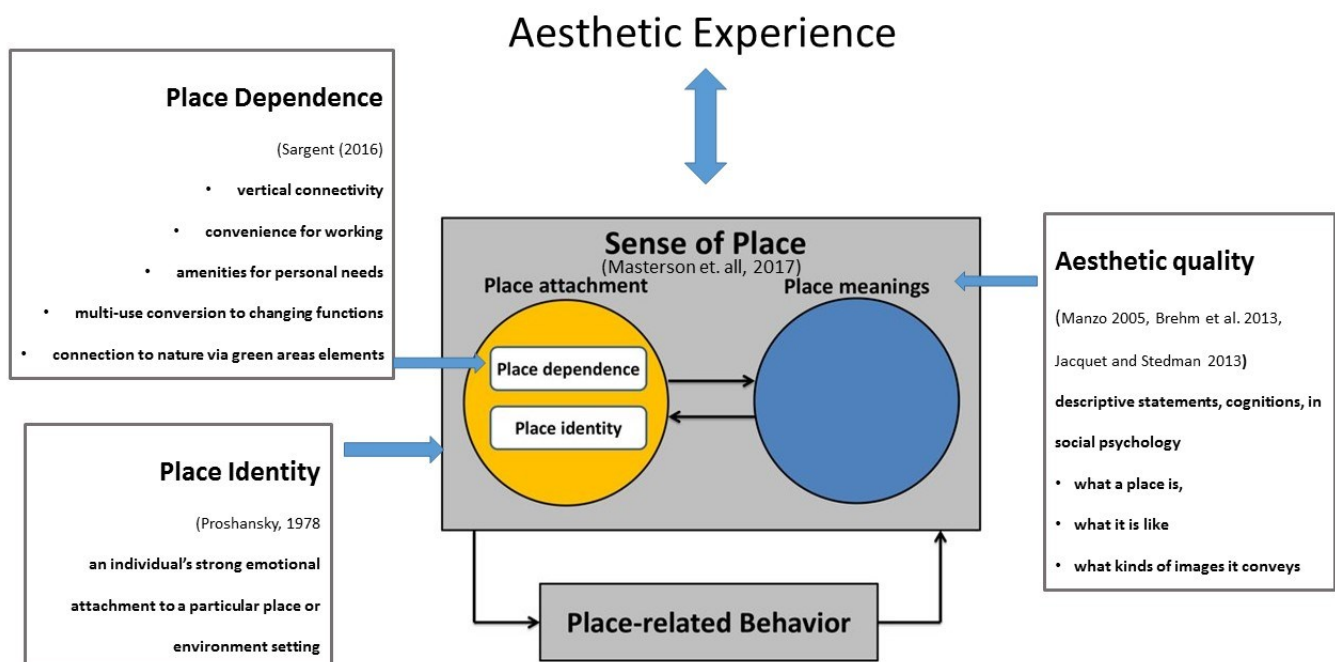 Aesthetic Experience
Place Dependence
(Sargent (2016)
• vertical connectivity
• convenience for working
• amenities for personal needs
• multi-use conversion to changing functions
• connection to nature via green areas elements
Place Identity
(Proshansky, 1978
an individual’s strong emotional
attachment to a particular place or
environment setting
Sense of Place
(Masterson et. all, 2017)
Place attachment
Place meanings
Place dependence
Place identity
Place-related Behavior
Aesthetic quality
(Manzo 2005, Brehm et al. 2013,
Jacquet and Stedman 2013)
descriptive statements, cognitions, in
social psychology
• what a place is,
• what it is like
• what kinds of images it conveys